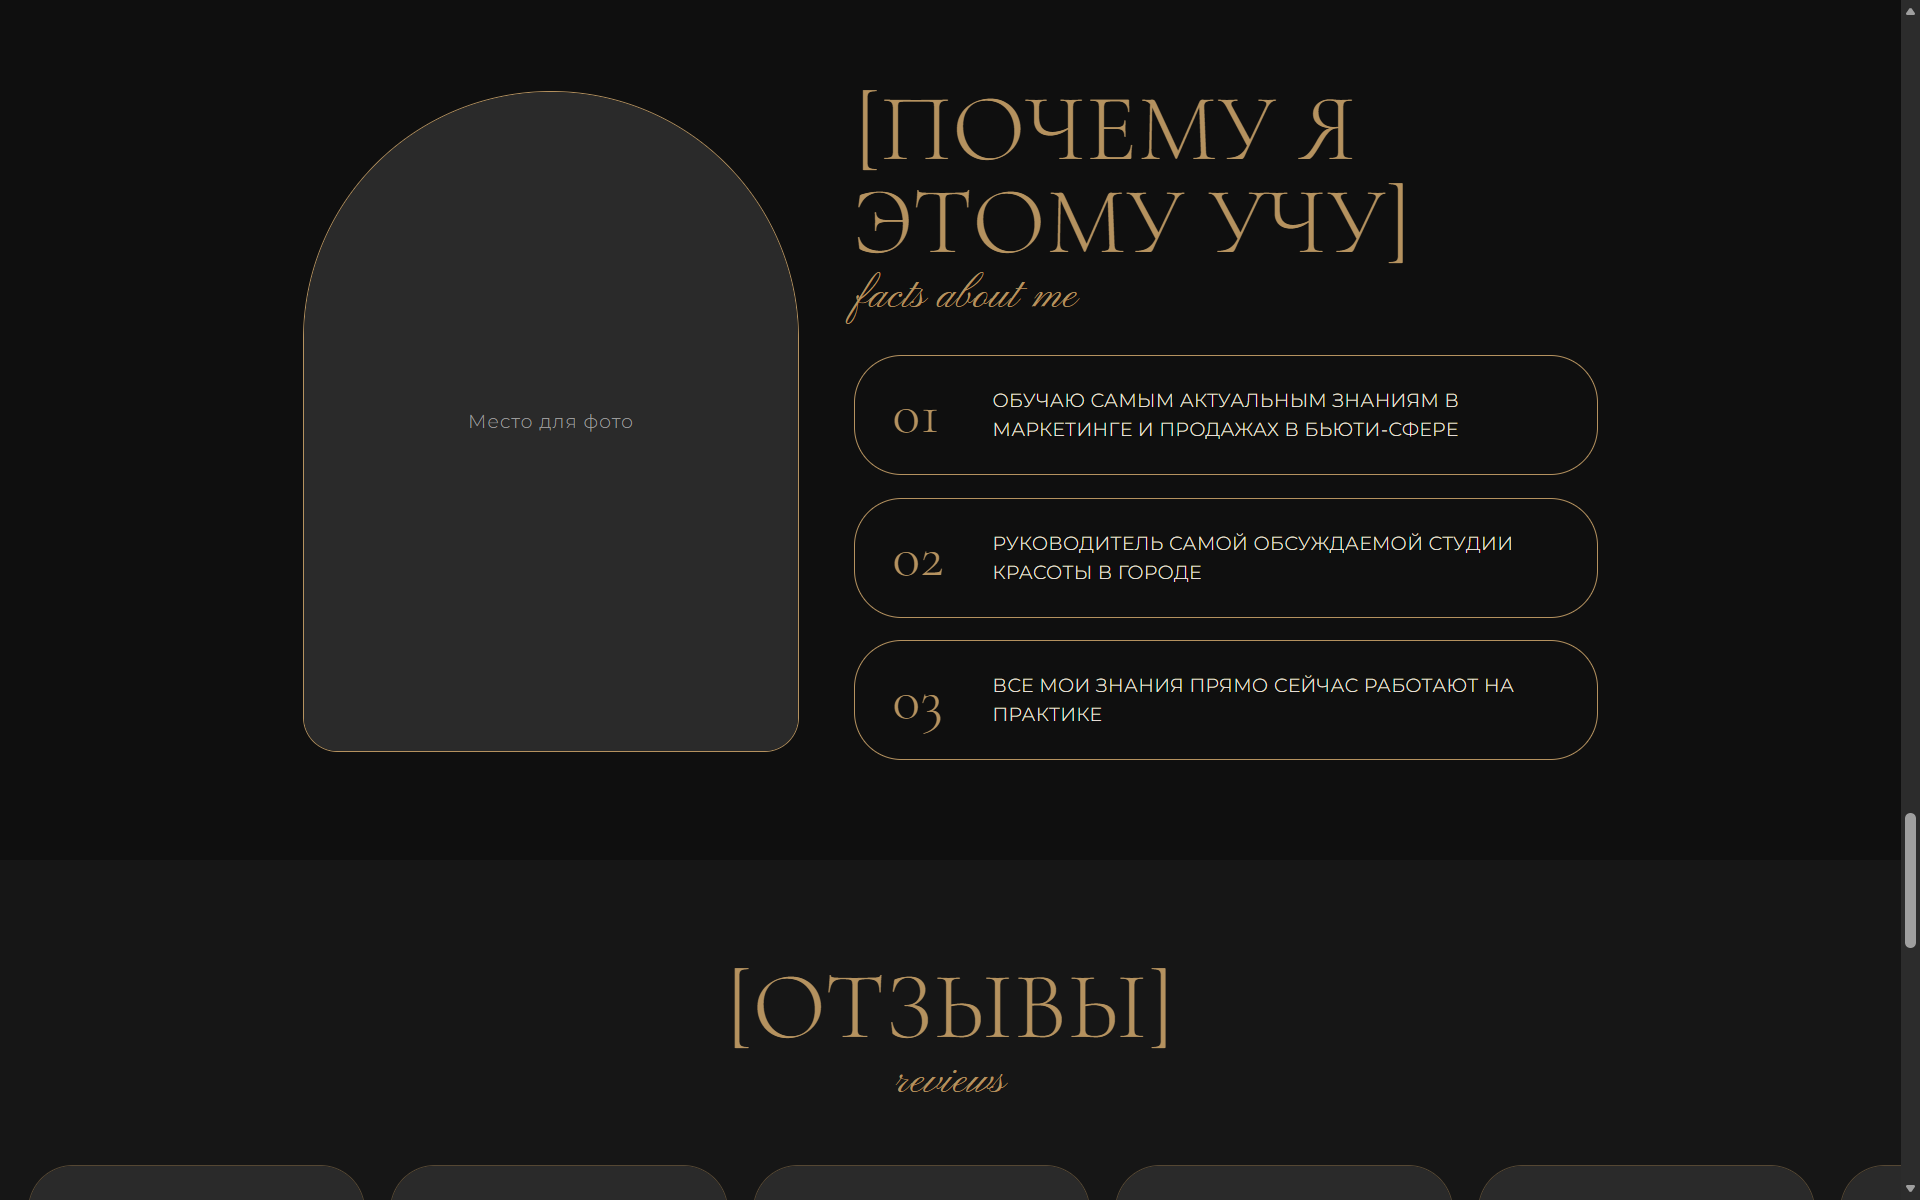 [ПОЧЕМУ Я
ЭТОМУ УЧУ]
facts about me
Место для фото
01
ОБУЧАЮ САМЫМ АКТУАЛЬНЫМ ЗНАНИЯМ В
МАРКЕТИНГЕ И ПРОДАЖАХ В БЬЮТИ-СФЕРЕ
02
РУКОВОДИТЕЛЬ САМОЙ ОБСУЖДАЕМОЙ СТУДИИ
КРАСОТЫ В ГОРОДЕ
03
ВСЕ МОИ ЗНАНИЯ ПРЯМО СЕЙЧАС РАБОТАЮТ НА
ПРАКТИКЕ
[ОТЗЫВЫ]
reviews